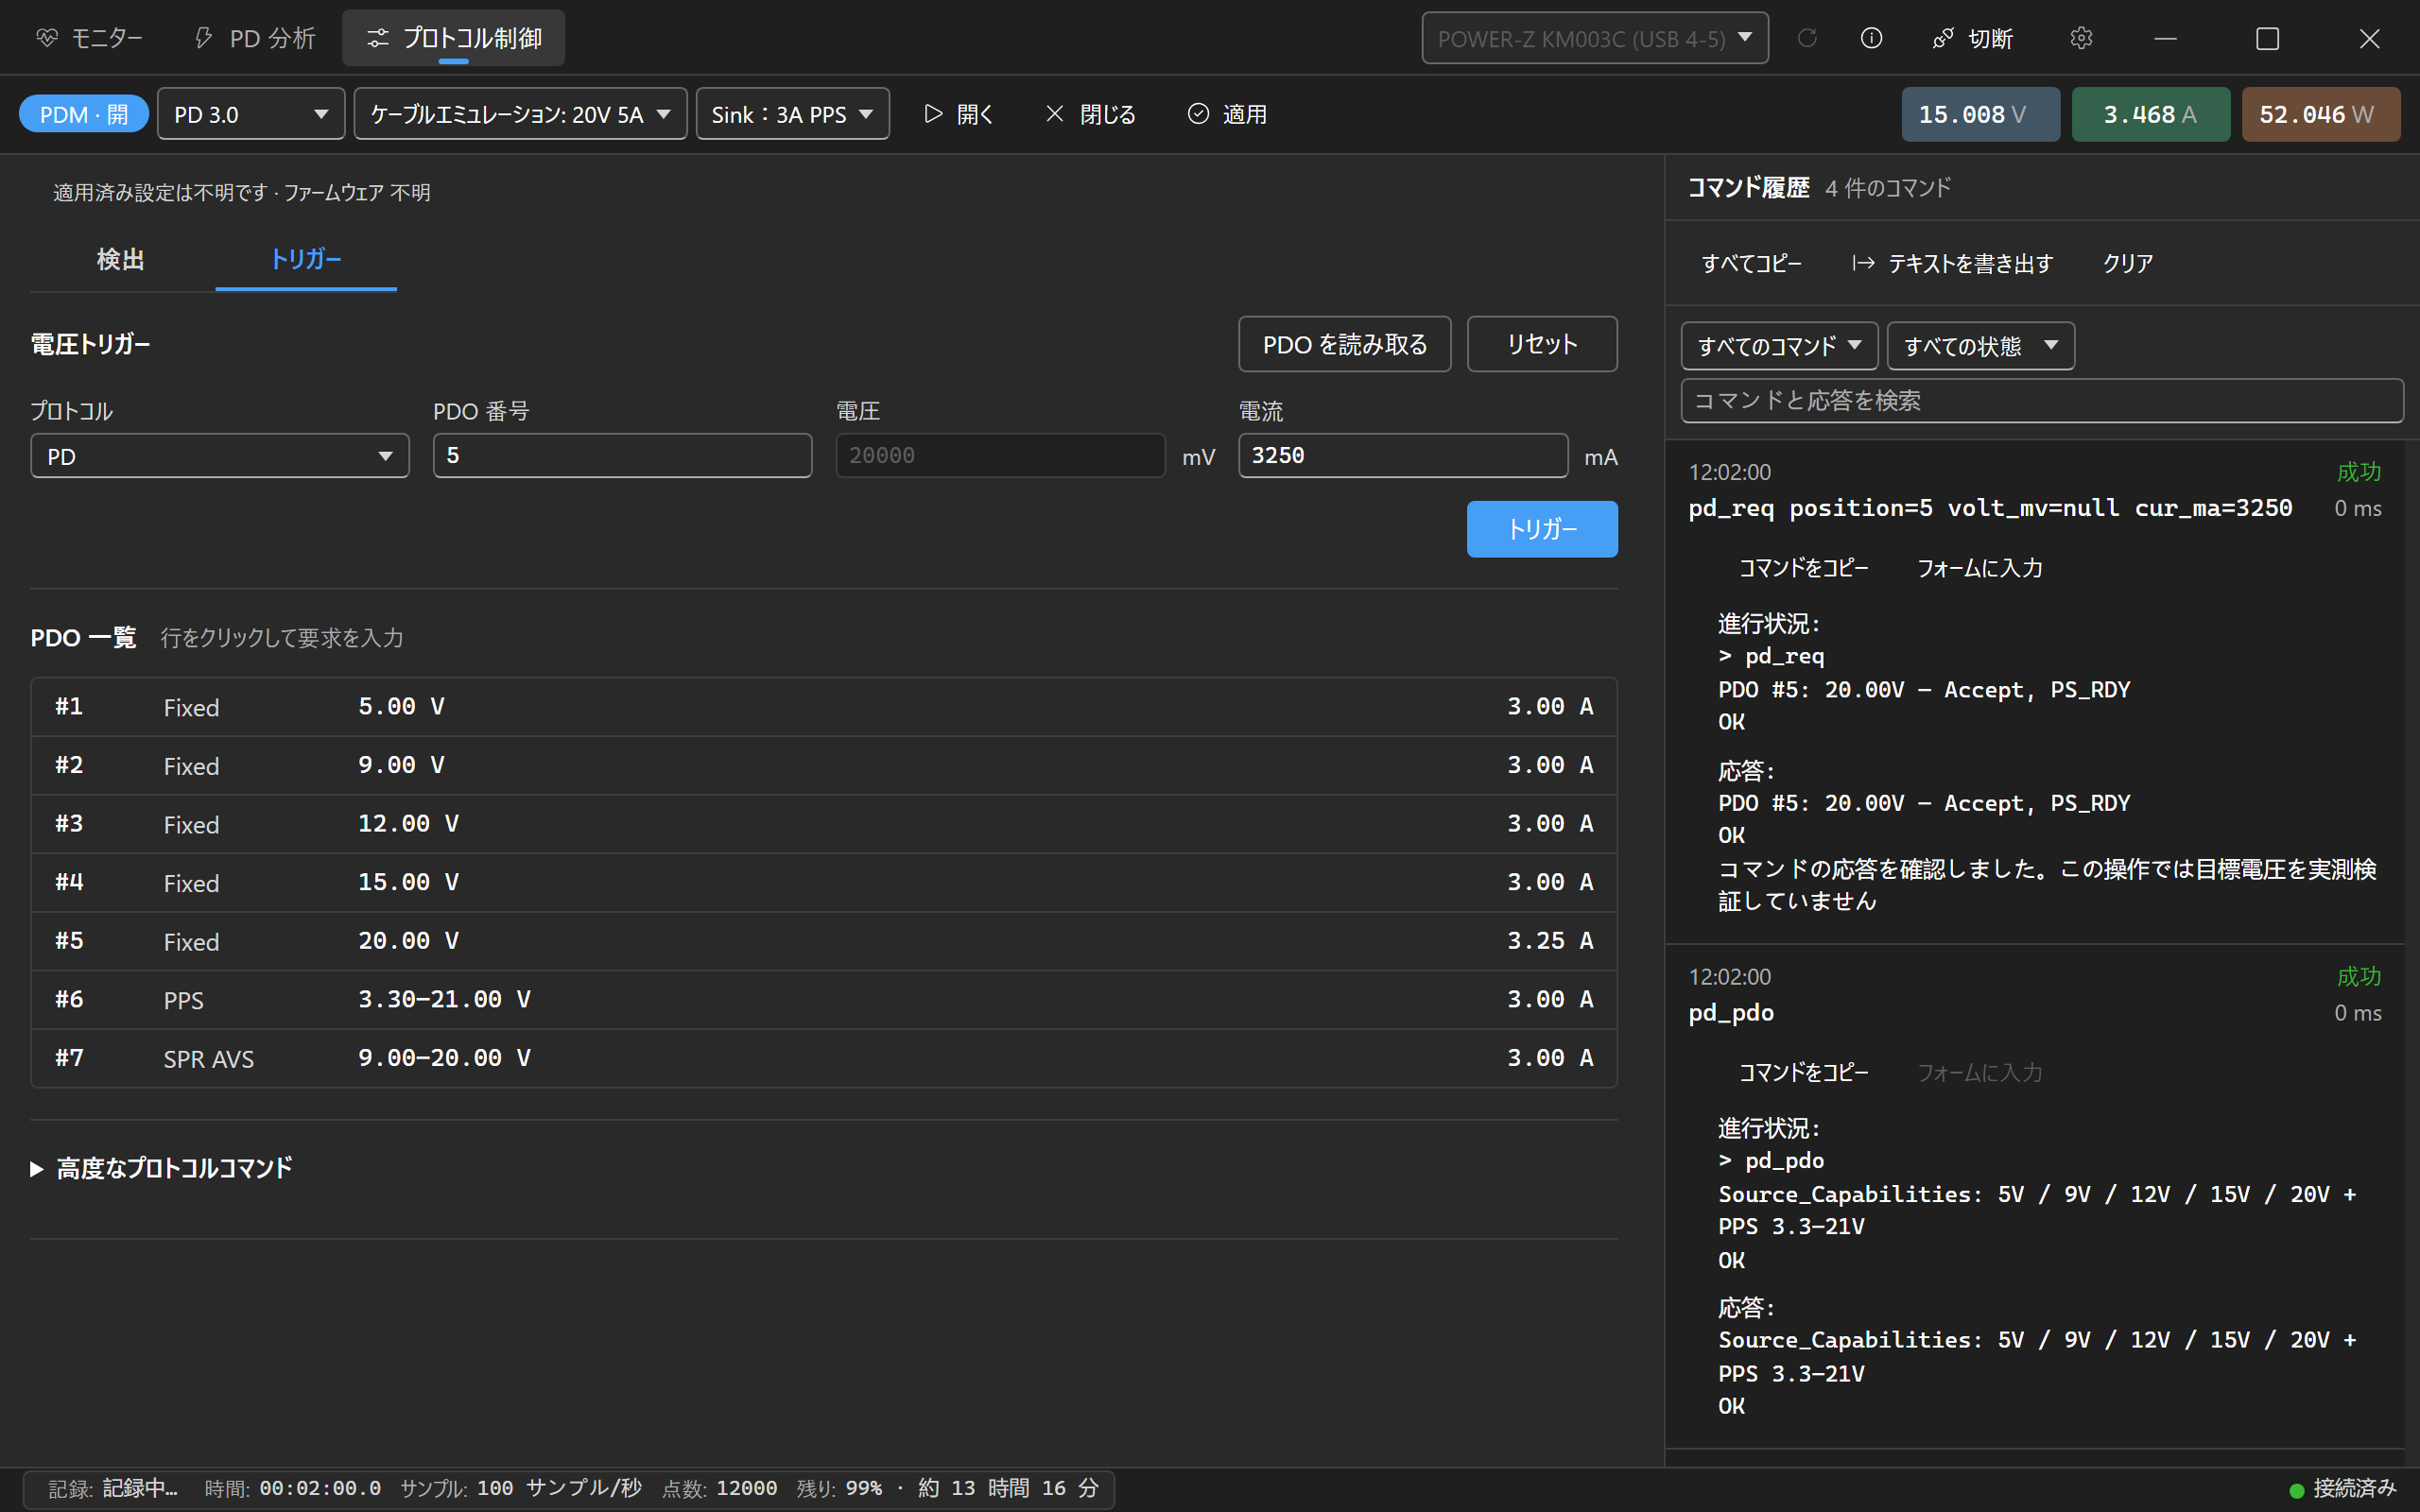 モニター
PD 分析
プロトコル制御
POWER-Z KM003C (USB 4-5)
切断
PDM · 開
PD 3.0
ケーブルエミュレーション: 20V 5A
Sink：3A PPS
開く
閉じる
適用
15.008 V
3.468 A
52.046 W
適用済み設定は不明です · ファームウェア 不明
検出
トリガー
電圧トリガー
PDO を読み取る
リセット
プロトコル
PDO 番号
電圧
電流
PD
5
20000 mV
3250 mA
トリガー
PDO 一覧 行をクリックして要求を入力
#1 Fixed 5.00 V 3.00 A
#2 Fixed 9.00 V 3.00 A
#3 Fixed 12.00 V 3.00 A
#4 Fixed 15.00 V 3.00 A
#5 Fixed 20.00 V 3.25 A
#6 PPS 3.30–21.00 V 3.00 A
#7 SPR AVS 9.00–20.00 V 3.00 A
高度なプロトコルコマンド
コマンド履歴 4 件のコマンド
すべてコピー
テキストを書き出す
クリア
すべてのコマンド
すべての状態
コマンドと応答を検索
12:02:00 成功
pd_req position=5 volt_mv=null cur_ma=3250 0 ms
コマンドをコピー フォームに入力
進行状況:
> pd_req
PDO #5: 20.00V — Accept, PS_RDY
OK
応答:
PDO #5: 20.00V — Accept, PS_RDY
OK
コマンドの応答を確認しました。この操作では目標電圧を実測検
証していません
12:02:00 成功
pd_pdo 0 ms
コマンドをコピー フォームに入力
進行状況:
> pd_pdo
Source_Capabilities: 5V / 9V / 12V / 15V / 20V +
PPS 3.3–21V
OK
応答:
Source_Capabilities: 5V / 9V / 12V / 15V / 20V +
PPS 3.3–21V
OK
記録: 記録中... 時間: 00:02:00.0 サンプル: 100 サンプル/秒 点数: 12000 残り: 99% · 約 13 時間 16 分
接続済み